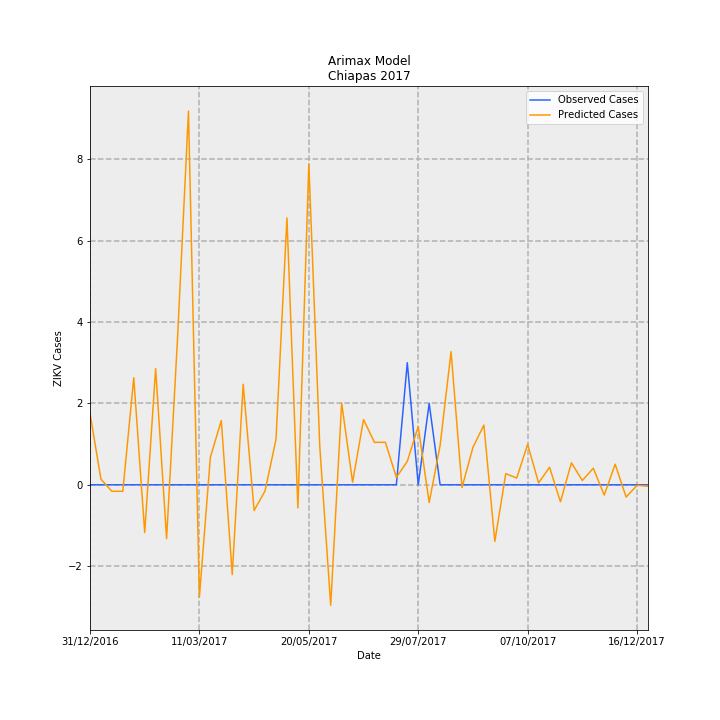 Arimax Model
Chiapas 2017
Observed Cases
Predicted Cases
8
6
4
2
0
−2
ZIKV Cases
31/12/2016 11/03/2017 20/05/2017 29/07/2017 07/10/2017 16/12/2017
Date